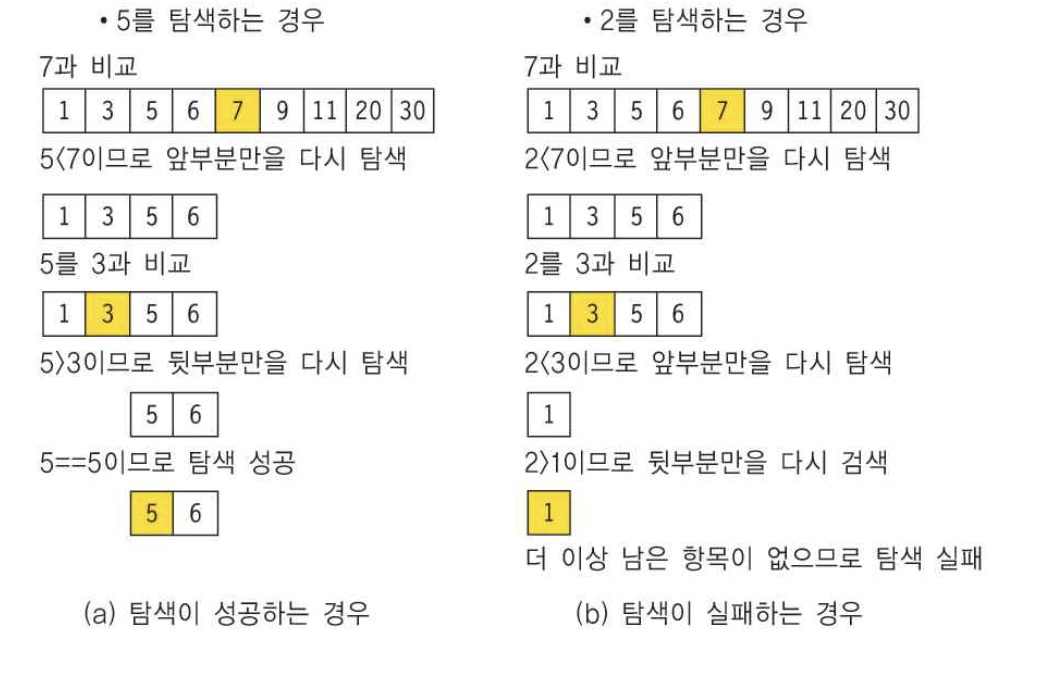 • 5를 탐색하는 경우
7과 비교
1 3 5 6 7 9 11 20 30
5<7이므로 앞부분만을 다시 탐색
1 3 5 6
5를 3과 비교
1 3 5 6
5>3이므로 뒷부분만을 다시 탐색
5 6
5==5이므로 탐색 성공
5 6
(a) 탐색이 성공하는 경우
• 2를 탐색하는 경우
7과 비교
1 3 5 6 7 9 11 20 30
2<7이므로 앞부분만을 다시 탐색
1 3 5 6
2를 3과 비교
1 3 5 6
2<3이므로 앞부분만을 다시 탐색
1
2>1이므로 뒷부분만을 다시 검색
1
더 이상 남은 항목이 없으므로 탐색 실패
(b) 탐색이 실패하는 경우